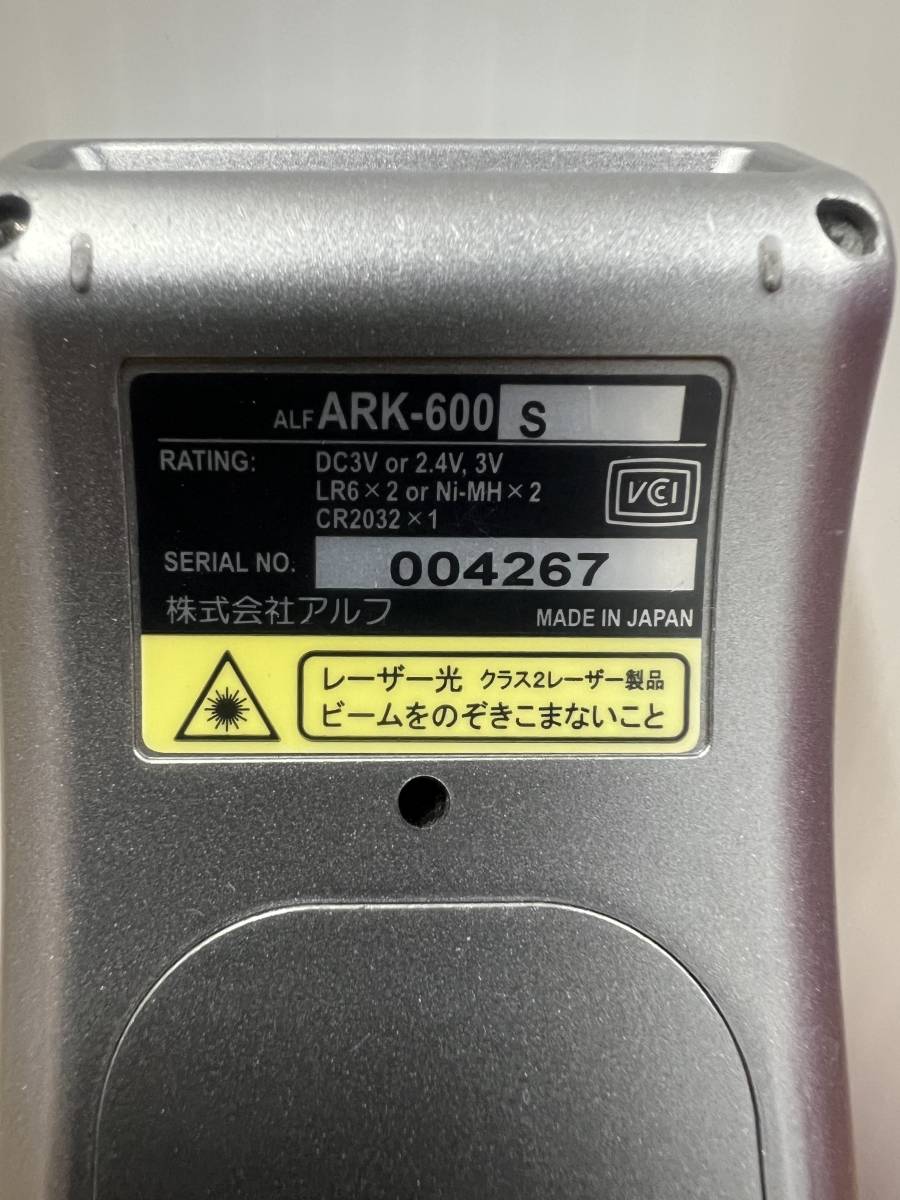 ALF ARK-600 S
RATING: DC3V or 2.4V, 3V
LR6×2 or Ni-MH×2
CR2032×1
VCI
SERIAL NO. 004267
株式会社アルフ MADE IN JAPAN
レーザー光 クラス2レーザー製品
ビームをのぞきこまないこと